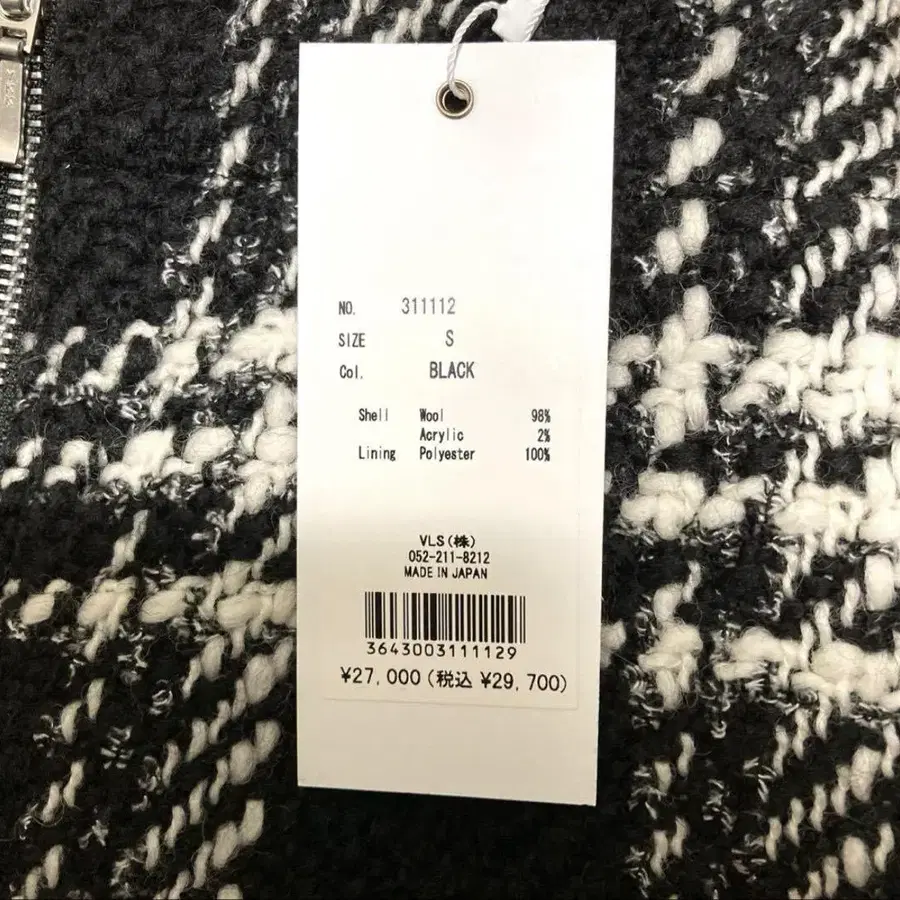 NO. 311112
SIZE S
Col. BLACK
Shell Wool 98%
Acrylic 2%
Lining Polyester 100%
VLS(株)
052-211-8212
MADE IN JAPAN
3643003111129
¥27,000(税込 ¥29,700)